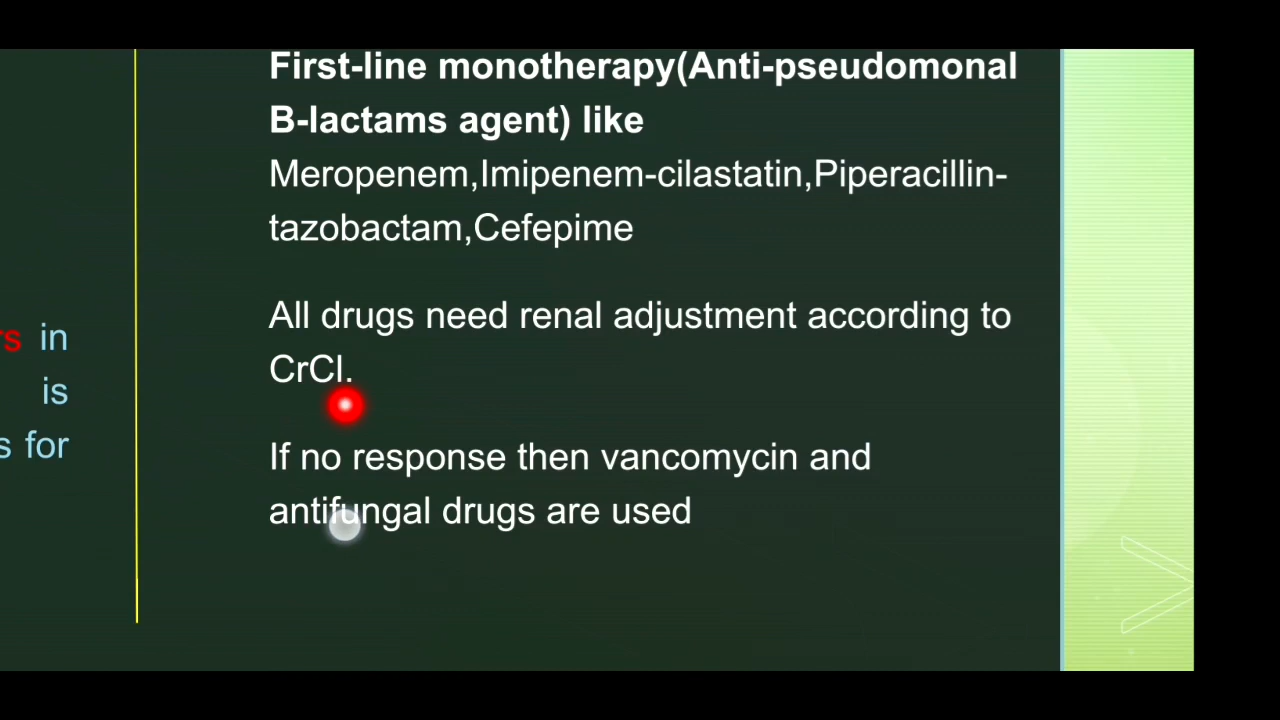 First-line monotherapy(Anti-pseudomonal
B-lactams agent) like
Meropenem,Imipenem-cilastatin,Piperacillin-
tazobactam,Cefepime
All drugs need renal adjustment according to
CrCl.
If no response then vancomycin and
antifungal drugs are used
in
is
for